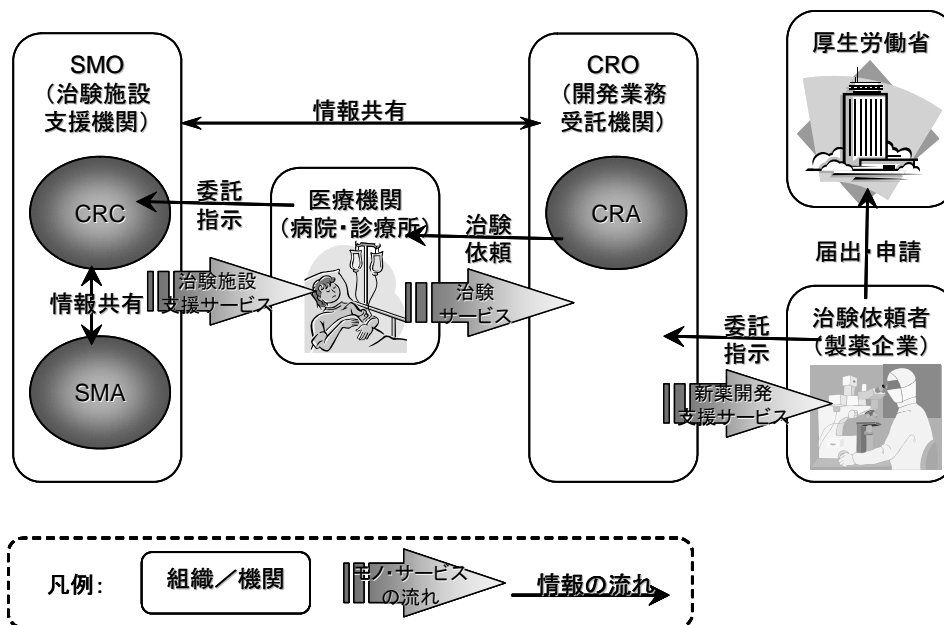 SMO
（治験施設
支援機関）
CRC
情報共有
SMA
情報共有
委託
指示
治験施設
支援サービス
医療機関
（病院・診療所）
治験
依頼
治験
サービス
CRO
（開発業務
受託機関）
CRA
厚生労働省
届出・申請
委託
指示
新薬開発
支援サービス
治験依頼者
（製薬企業）
凡例：
組織／機関
モノ・サービス
の流れ
情報の流れ